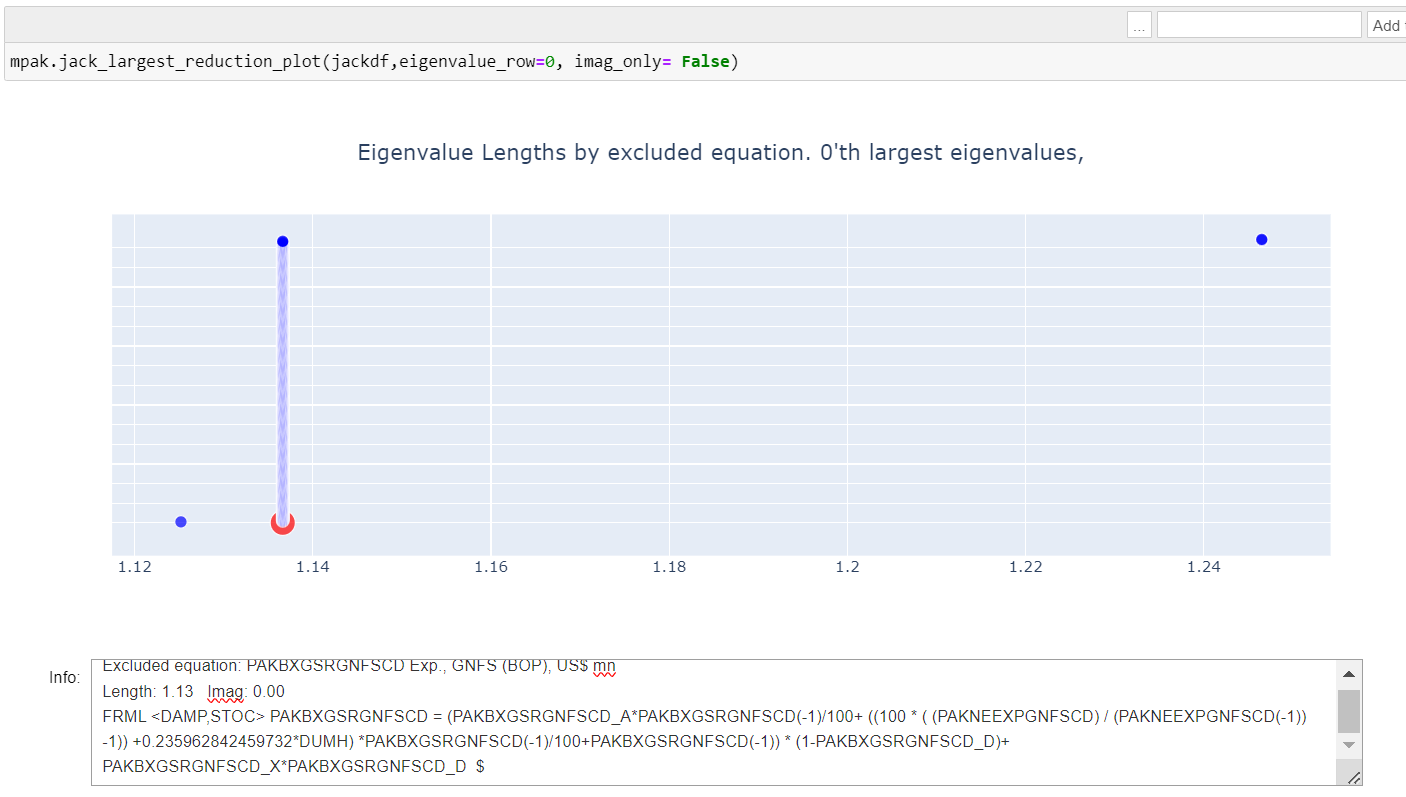 ...
Add
mpak.jack_largest_reduction_plot(jackdf,eigenvalue_row=0, imag_only= False)
Eigenvalue Lengths by excluded equation. 0'th largest eigenvalues,
1.12 1.14 1.16 1.18 1.2 1.22 1.24
Info:
Excluded equation: PAKBXGSRGNFSCD Exp., GNFS (BOP), US$ mn
Length: 1.13 Imag: 0.00
FRML <DAMP,STOC> PAKBXGSRGNFSCD = (PAKBXGSRGNFSCD_A*PAKBXGSRGNFSCD(-1)/100+ ((100 * ( (PAKNEEXPGNFSCD) / (PAKNEEXPGNFSCD(-1))
-1)) +0.235962842459732*DUMH) *PAKBXGSRGNFSCD(-1)/100+PAKBXGSRGNFSCD(-1)) * (1-PAKBXGSRGNFSCD_D)+
PAKBXGSRGNFSCD_X*PAKBXGSRGNFSCD_D $